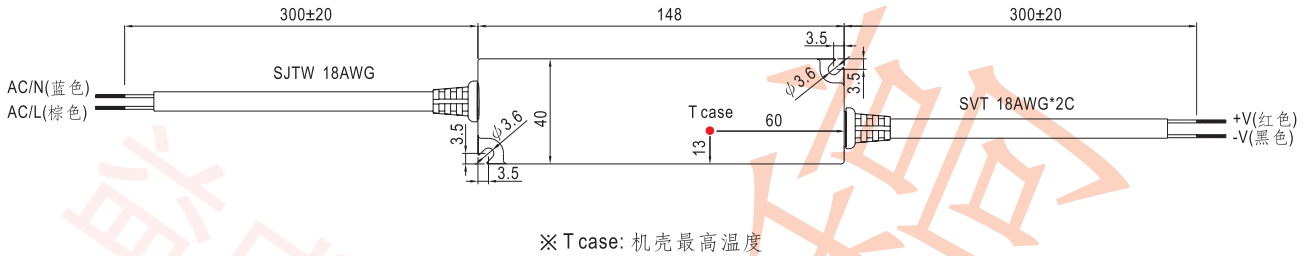 300±20
148
300±20
3.5
SJTW 18AWG
φ3.6
3.5
AC/N(蓝色)
SVT 18AWG*2C
AC/L(棕色)
T case
+V(红色)
φ3.6
40
60
-V(黑色)
3.5
13
3.5
※ T case: 机壳最高温度